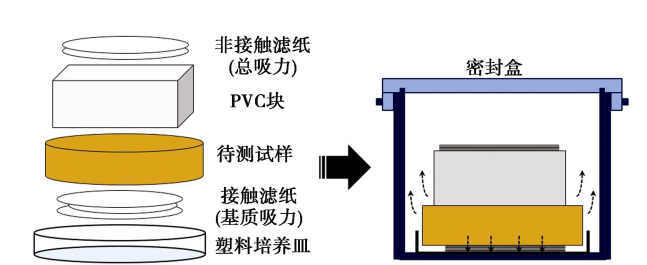 非接触滤纸
(总吸力)
PVC块
待测试样
接触滤纸
(基质吸力)
塑料培养皿
密封盒